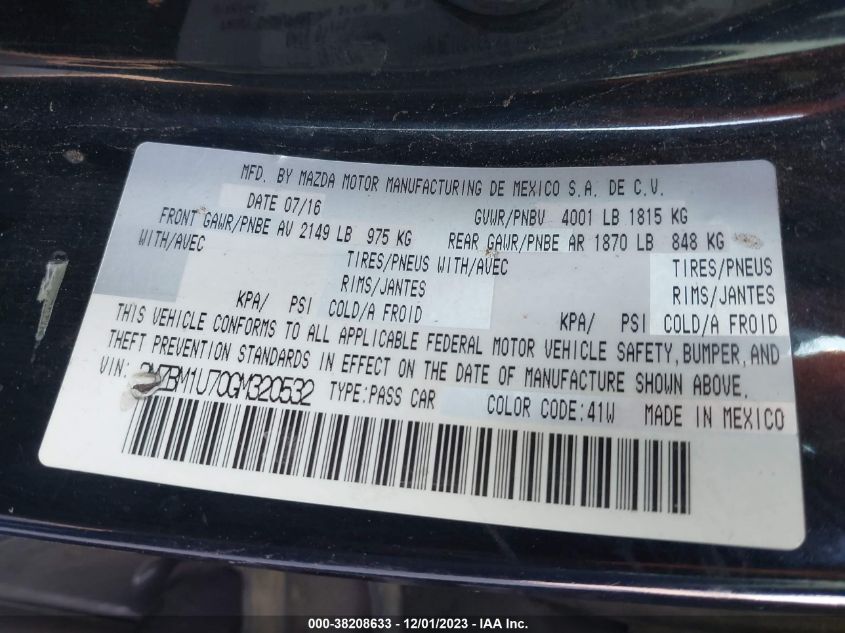 MFD. BY MAZDA MOTOR MANUFACTURING DE MEXICO S.A. DE C.V.
DATE 07/16 GVWR/PNBV 4001 LB 1815 KG
FRONT GAWR/PNBE AV 2149 LB 975 KG REAR GAWR/PNBE AR 1870 LB 848 KG
WITH/AVEC TIRES/PNEUS WITH/AVEC TIRES/PNEUS
RIMS/JANTES RIMS/JANTES
KPA/ PSI COLD/A FROID KPA/ PSI COLD/A FROID
THIS VEHICLE CONFORMS TO ALL APPLICABLE FEDERAL MOTOR VEHICLE SAFETY, BUMPER, AND
THEFT PREVENTION STANDARDS IN EFFECT ON THE DATE OF MANUFACTURE SHOWN ABOVE.
VIN: 3MZBM1U70GM320532 TYPE:PASS CAR COLOR CODE:41W MADE IN MEXICO
000-38208633 // 12/01/2023 // IAA Inc.